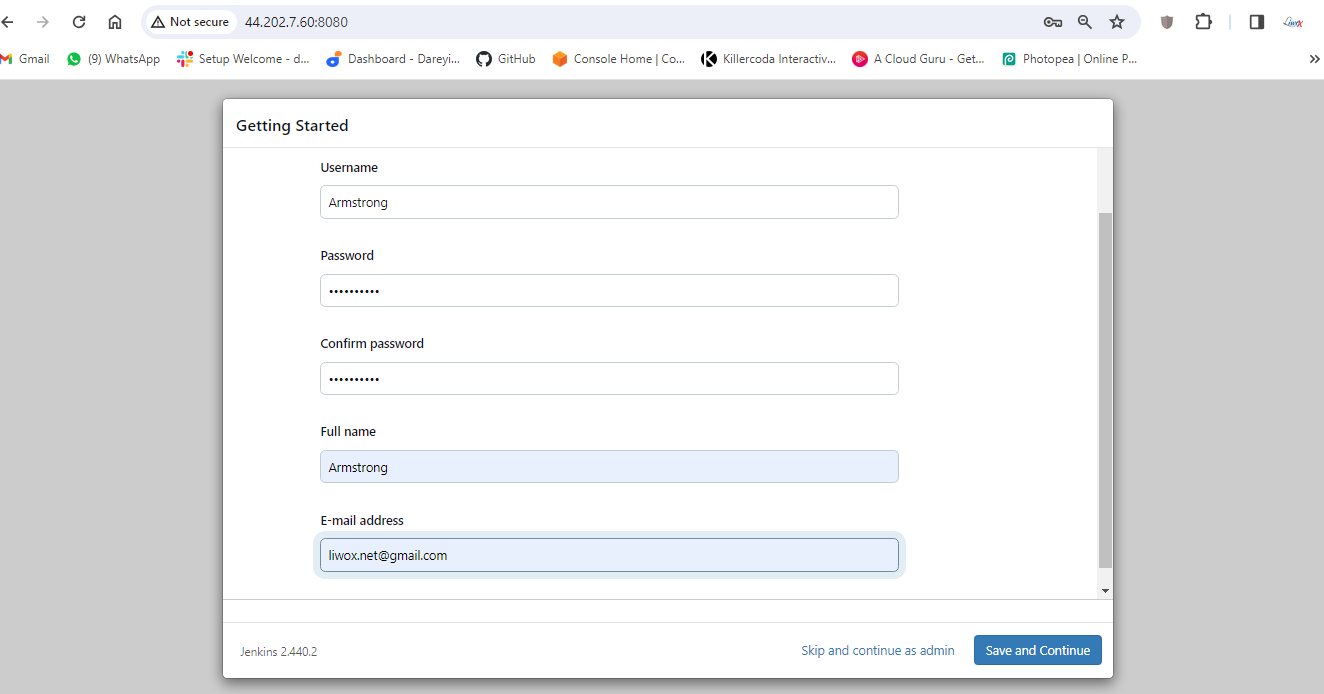 Not secure 44.202.7.60:8080
Gmail (9) WhatsApp Setup Welcome - d... Dashboard - Dareyi... GitHub Console Home | Co... Killercoda Interactiv... A Cloud Guru - Get... Photopea | Online P...
Getting Started
Username
Armstrong
Password
••••••••••
Confirm password
••••••••••
Full name
Armstrong
E-mail address
liwox.net@gmail.com
Jenkins 2.440.2 Skip and continue as admin Save and Continue